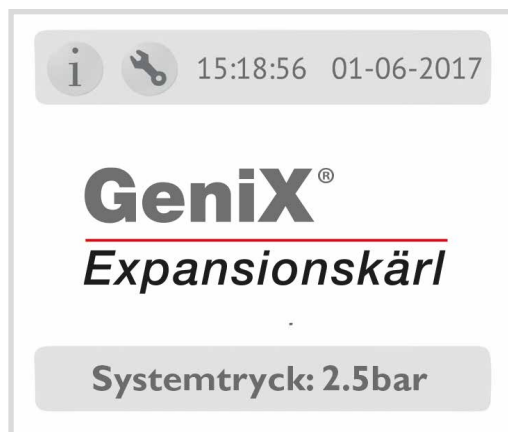 i 15:18:56 01-06-2017
GeniX®
Expansionskärl
Systemtryck: 2.5bar